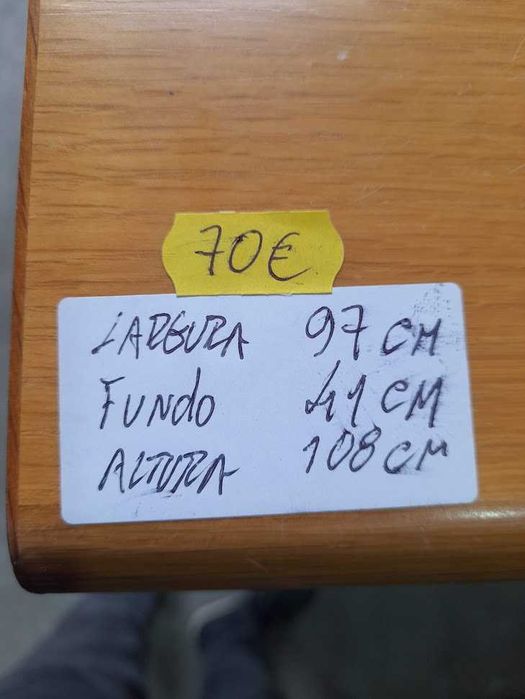 70€
LARGURA 97 CM
FUNDO 41 CM
ALTURA 108 CM